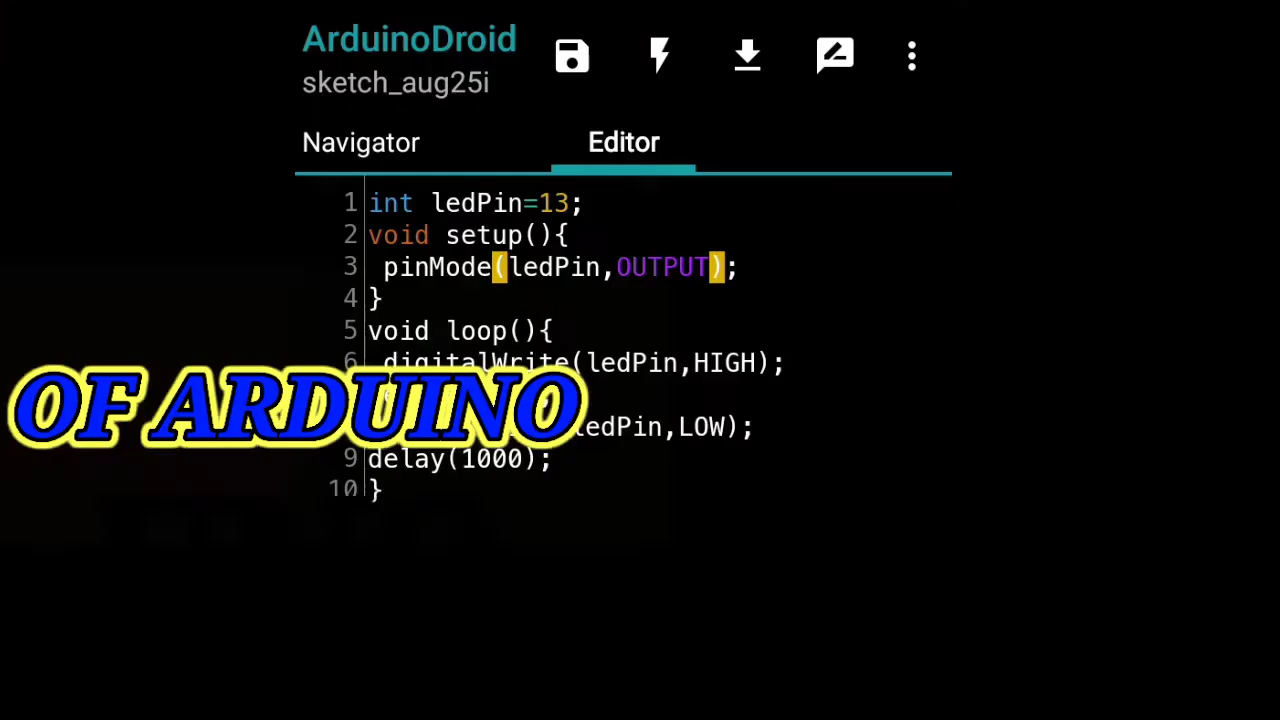 ArduinoDroid
sketch_aug25i
Navigator Editor
1 int ledPin=13;
2 void setup(){
3 pinMode(ledPin,OUTPUT);
4 }
5 void loop(){
6 digitalWrite(ledPin,HIGH);
OF ARDUINO
ledPin,LOW);
9 delay(1000);
10 }